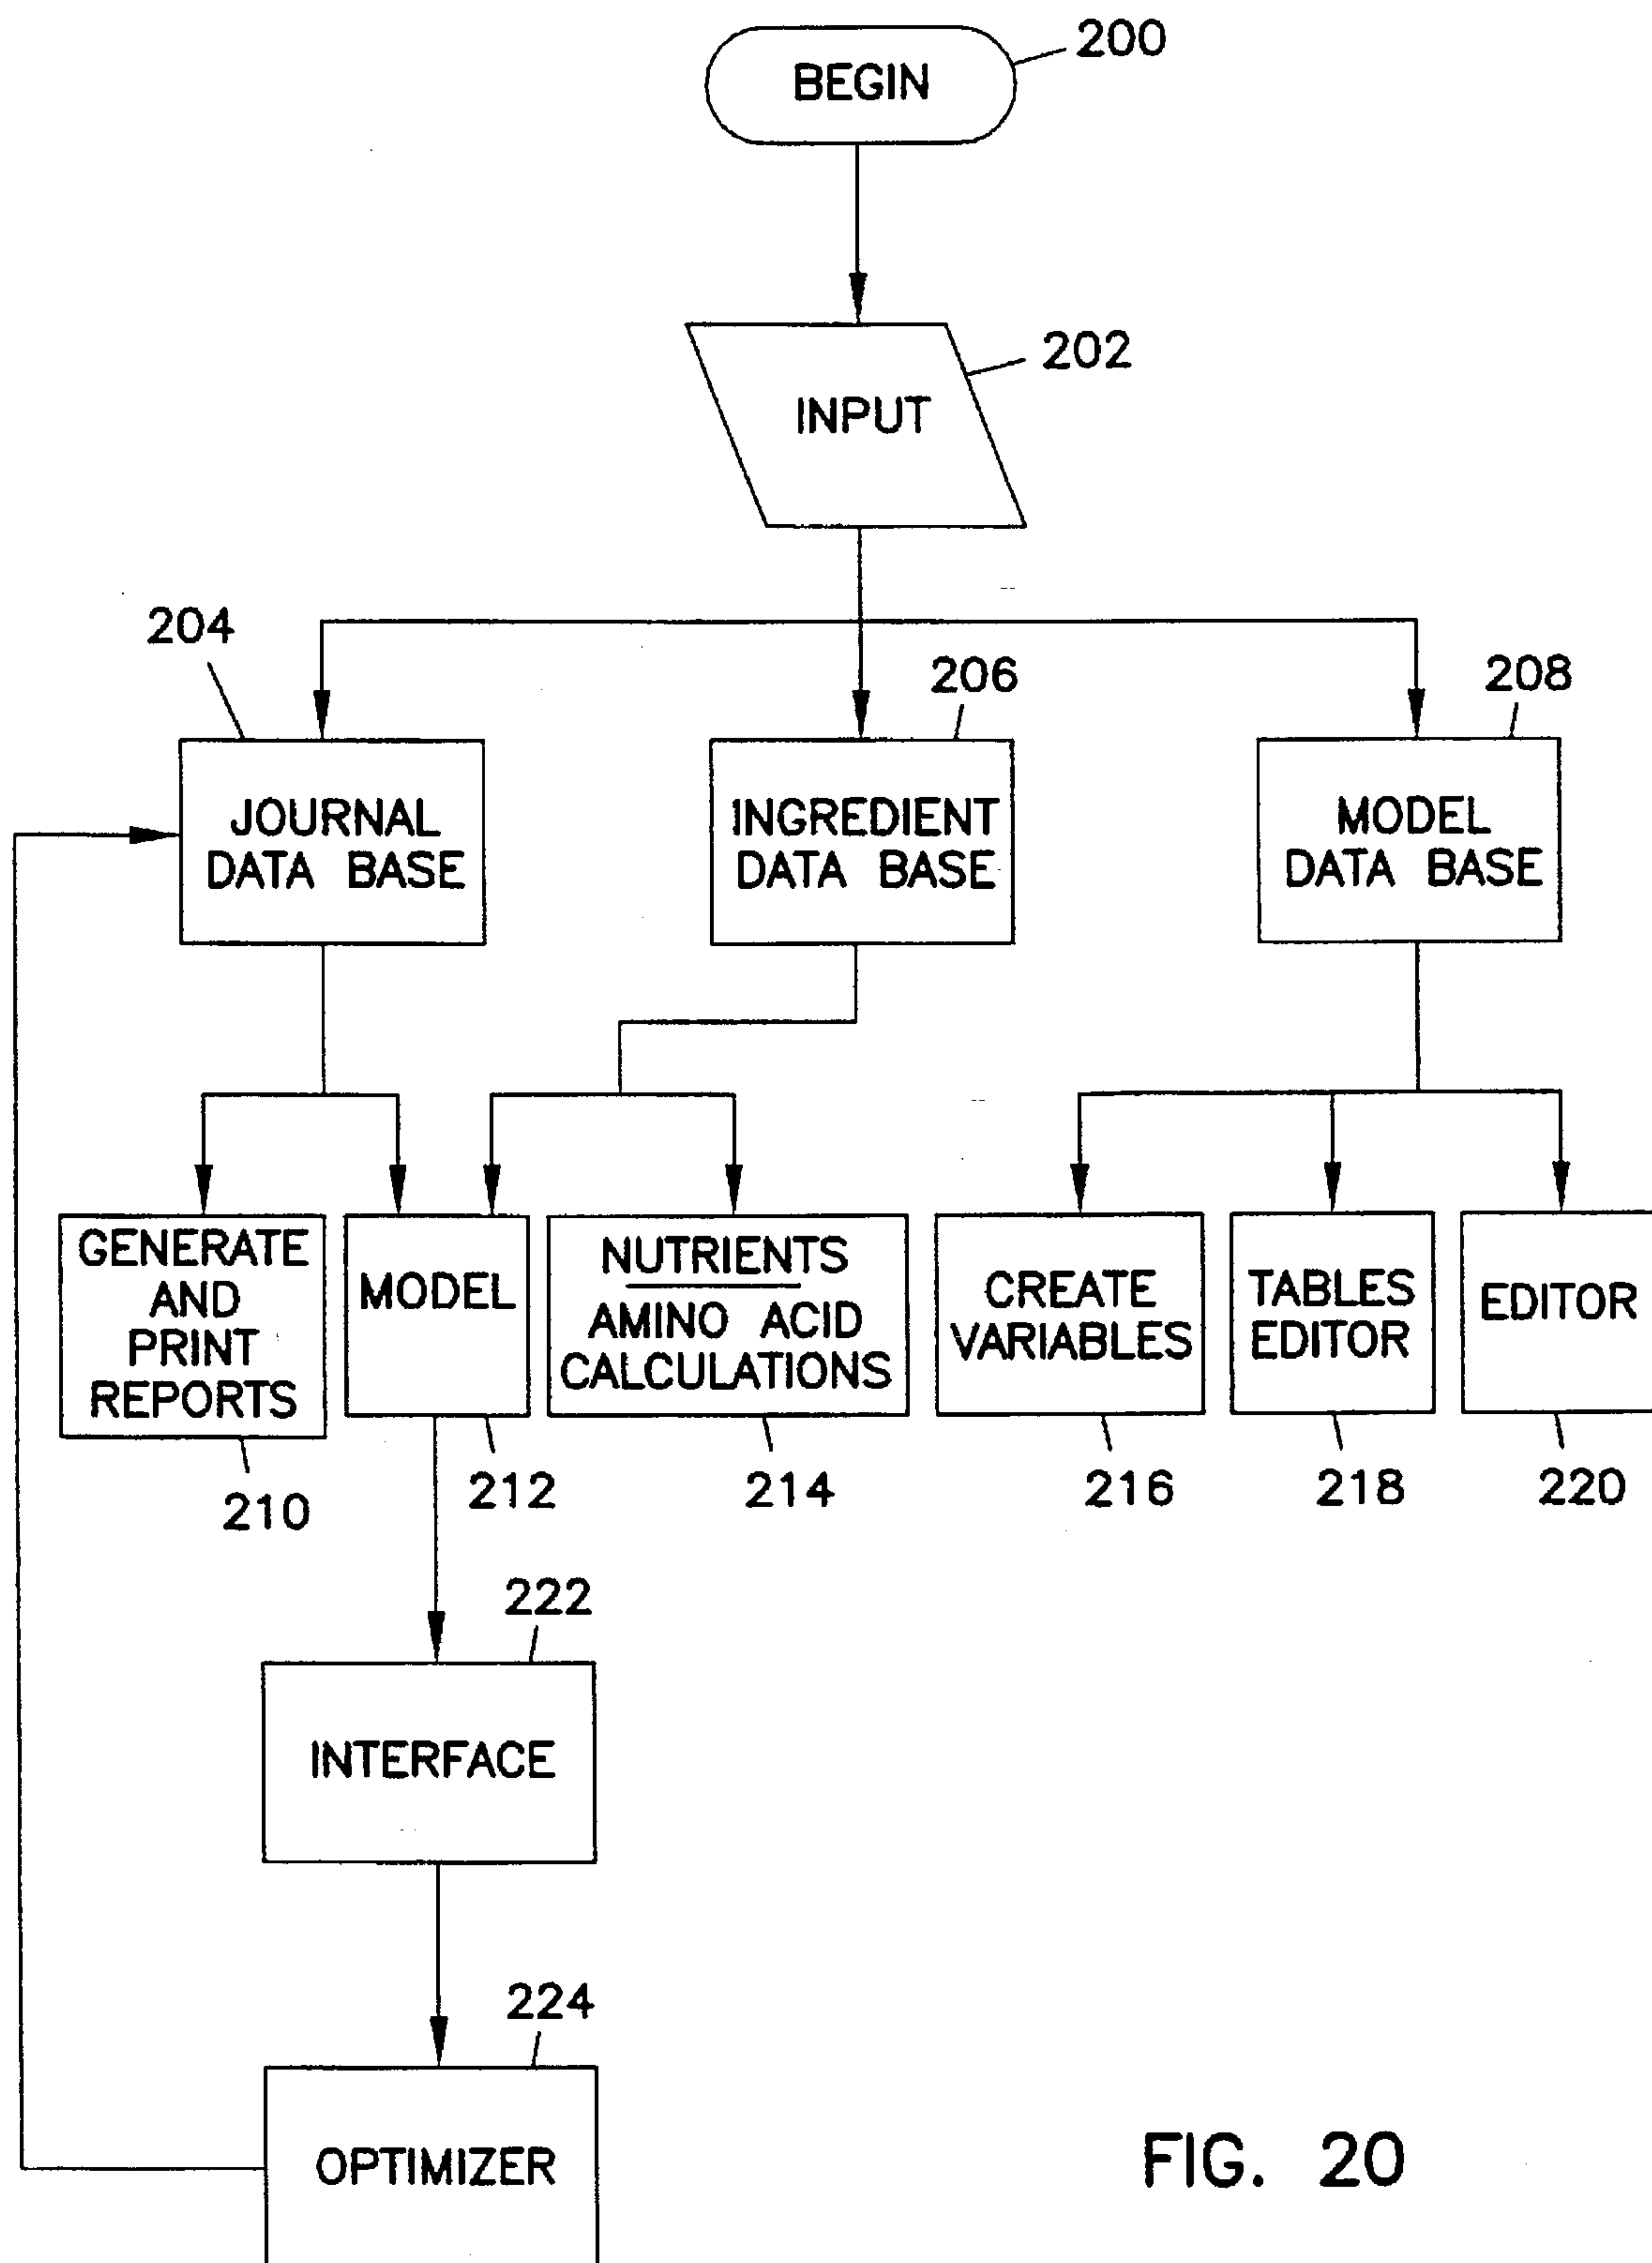 200
BEGIN
202
INPUT
204
206
208
JOURNAL
DATA BASE
INGREDIENT
DATA BASE
MODEL
DATA BASE
GENERATE
AND
PRINT
REPORTS
MODEL
NUTRIENTS
AMINO ACID
CALCULATIONS
CREATE
VARIABLES
TABLES
EDITOR
EDITOR
210
212
214
216
218
220
222
INTERFACE
224
OPTIMIZER
FIG. 20